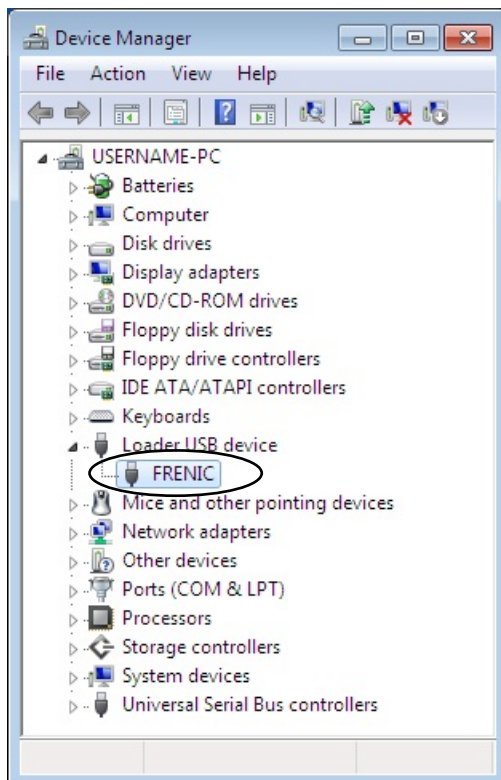 Device Manager
File Action View Help
USERNAME-PC
Batteries
Computer
Disk drives
Display adapters
DVD/CD-ROM drives
Floppy disk drives
Floppy drive controllers
IDE ATA/ATAPI controllers
Keyboards
Loader USB device
FRENIC
Mice and other pointing devices
Network adapters
Other devices
Ports (COM & LPT)
Processors
Storage controllers
System devices
Universal Serial Bus controllers